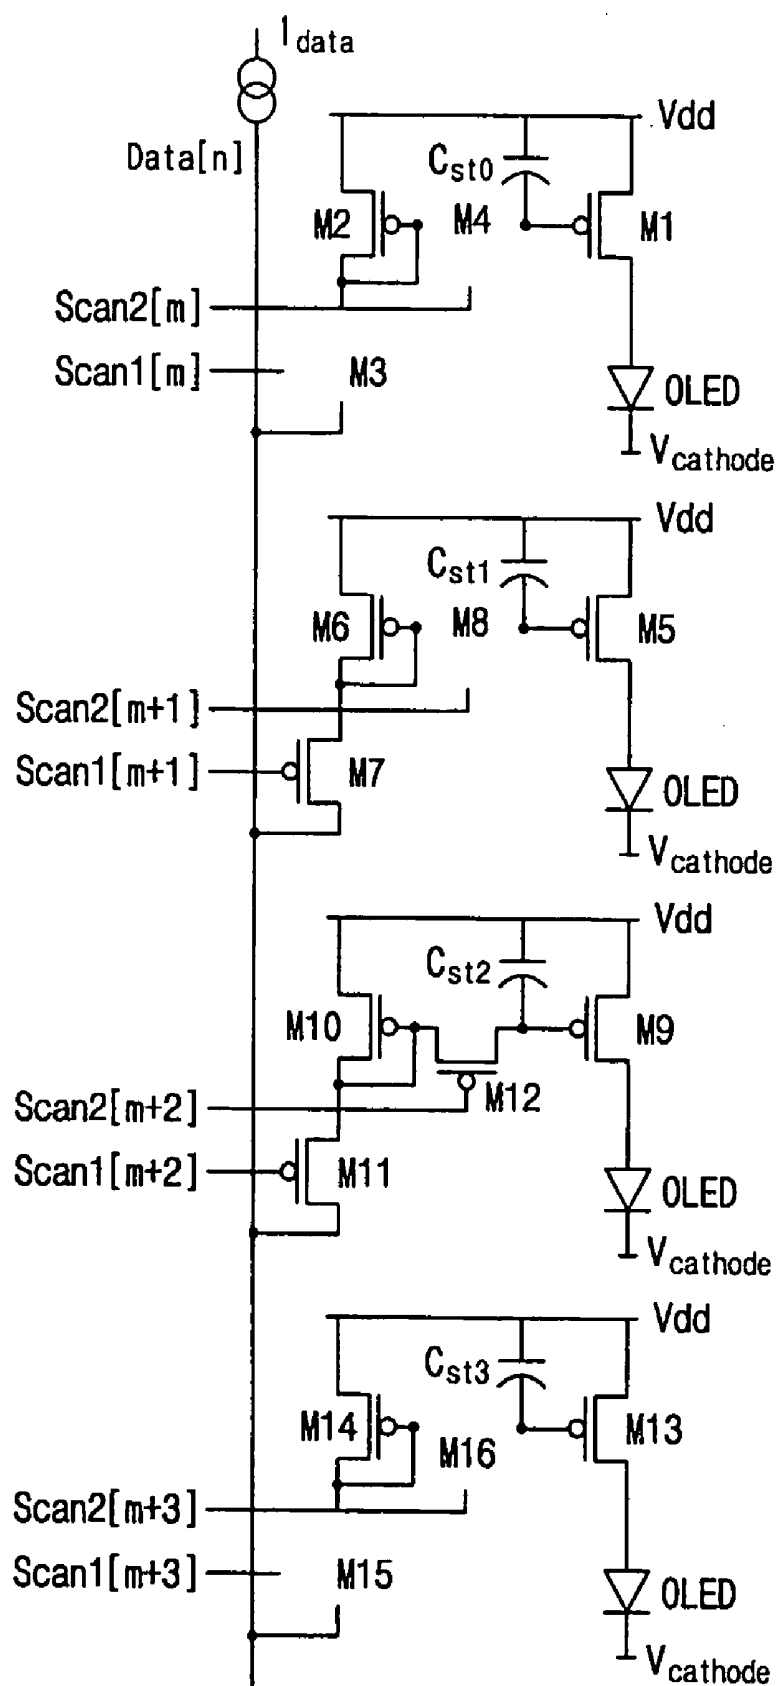 Idata
Data[n]
Vdd
Cst0
M2
M4
M1
Scan2[m]
Scan1[m]
M3
OLED
Vcathode
Vdd
Cst1
M6
M8
M5
Scan2[m+1]
Scan1[m+1]
M7
OLED
Vcathode
Vdd
Cst2
M10
M9
M12
Scan2[m+2]
Scan1[m+2]
M11
OLED
Vcathode
Vdd
Cst3
M14
M16
M13
Scan2[m+3]
Scan1[m+3]
M15
OLED
Vcathode